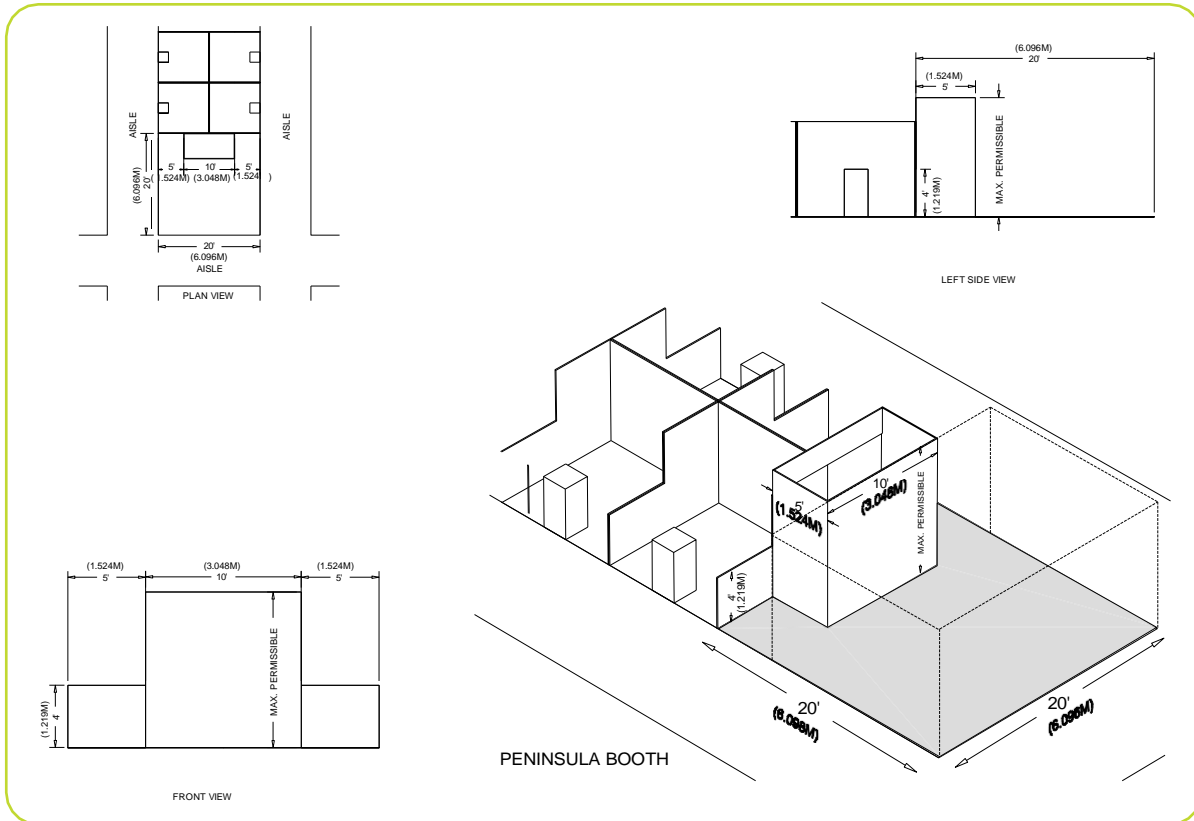 AISLE
AISLE
5'
10'
5'
(1.524M)
(3.048M)
(1.524 )
20'
(6.096M)
20'
(6.096M)
AISLE
PLAN VIEW
(6.096M)
20'
(1.524M)
5'
MAX. PERMISSIBLE
4'
(1.219M)
LEFT SIDE VIEW
(1.524M)
5'
(3.048M)
10'
(1.524M)
5'
MAX. PERMISSIBLE
4'
(1.219M)
FRONT VIEW
5'
(1.524M)
10'
(3.048M)
MAX. PERMISSIBLE
4'
(1.219M)
20'
(6.096M)
20'
(6.096M)
PENINSULA BOOTH